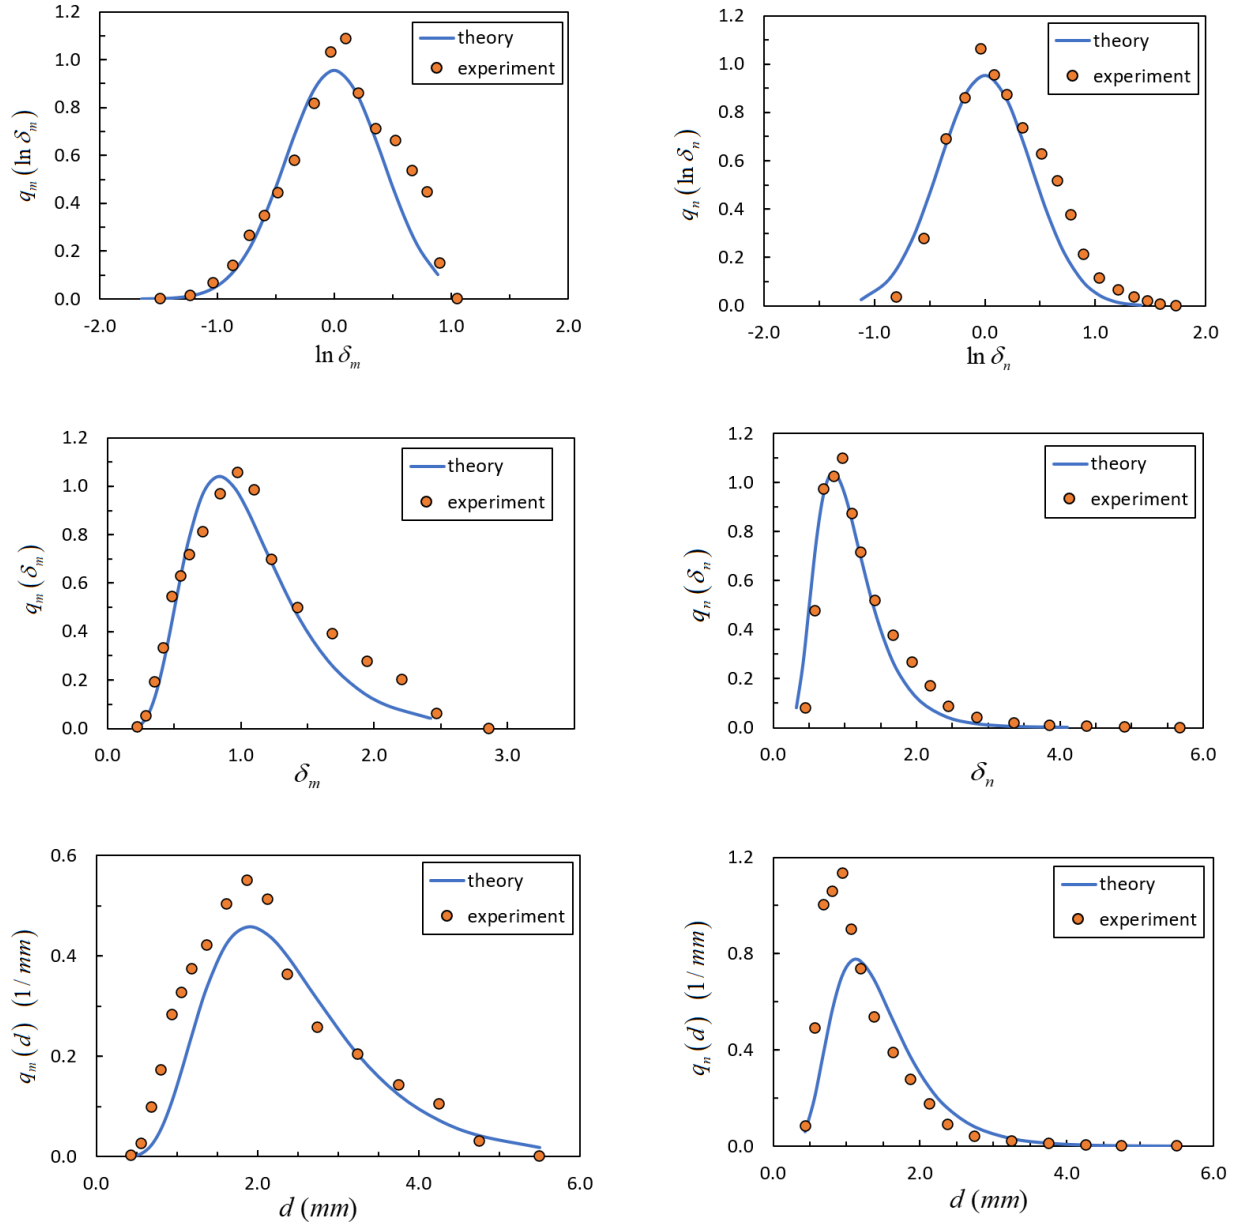 1.2
1.0
0.8
0.6
0.4
0.2
0.0
q_m (ln δ_m)
theory
experiment
-2.0 -1.0 0.0 1.0 2.0
ln δ_m
1.2
1.0
0.8
0.6
0.4
0.2
0.0
q_n (ln δ_n)
theory
experiment
-2.0 -1.0 0.0 1.0 2.0
ln δ_n
1.2
1.0
0.8
0.6
0.4
0.2
0.0
q_m (δ_m)
theory
experiment
0.0 1.0 2.0 3.0
δ_m
1.2
1.0
0.8
0.6
0.4
0.2
0.0
q_n (δ_n)
theory
experiment
0.0 2.0 4.0 6.0
δ_n
0.6
0.4
0.2
0.0
q_m (d) (1/mm)
theory
experiment
0.0 2.0 4.0 6.0
d (mm)
1.2
0.8
0.4
0.0
q_n (d) (1/mm)
theory
experiment
0.0 2.0 4.0 6.0
d (mm)